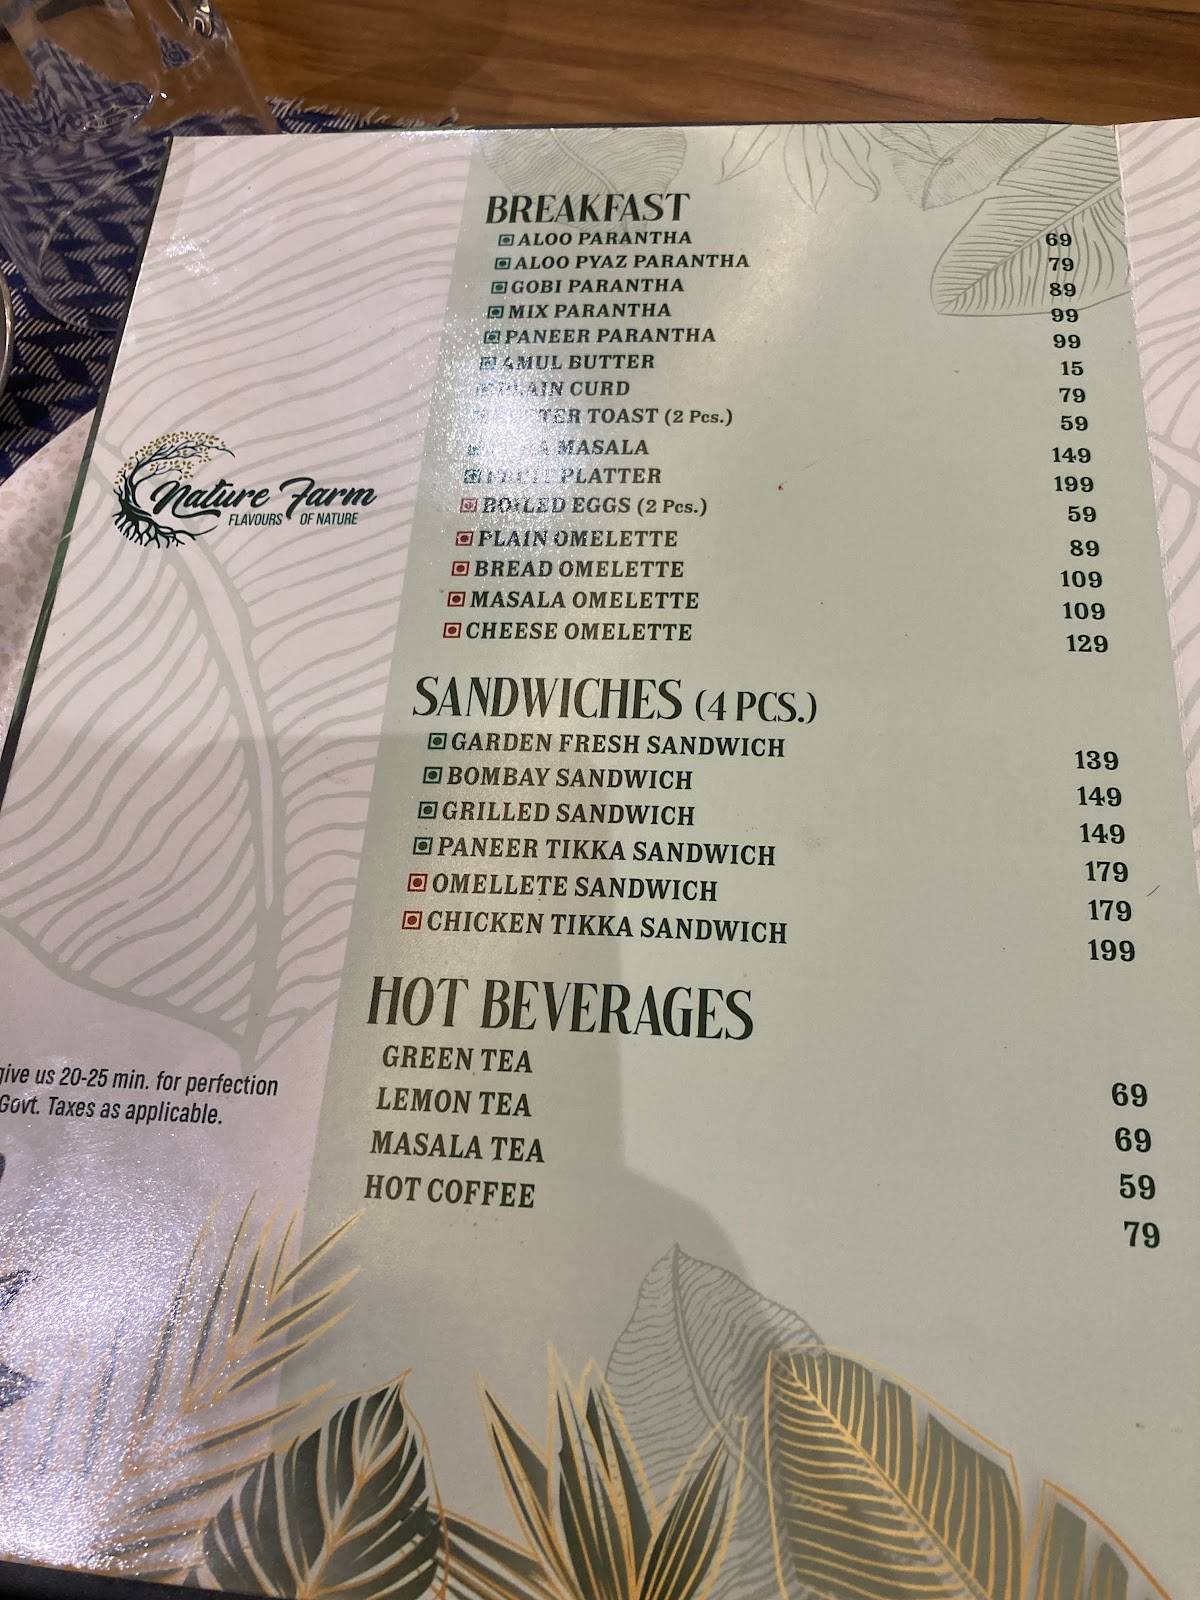 BREAKFAST
ALOO PARANTHA 69
ALOO PYAZ PARANTHA 79
GOBI PARANTHA 89
MIX PARANTHA 99
PANEER PARANTHA 99
AMUL BUTTER 15
PLAIN CURD 79
BUTTER TOAST (2 Pcs.) 59
MASALA 149
PLATTER 199
BOILED EGGS (2 Pcs.) 59
PLAIN OMELETTE 89
BREAD OMELETTE 109
MASALA OMELETTE 109
CHEESE OMELETTE 129
SANDWICHES (4 PCS.)
GARDEN FRESH SANDWICH 139
BOMBAY SANDWICH 149
GRILLED SANDWICH 149
PANEER TIKKA SANDWICH 179
OMELLETE SANDWICH 179
CHICKEN TIKKA SANDWICH 199
HOT BEVERAGES
GREEN TEA 69
LEMON TEA 69
MASALA TEA 59
HOT COFFEE 79
Nature Farm
FLAVOURS OF NATURE
give us 20-25 min. for perfection
Govt. Taxes as applicable.